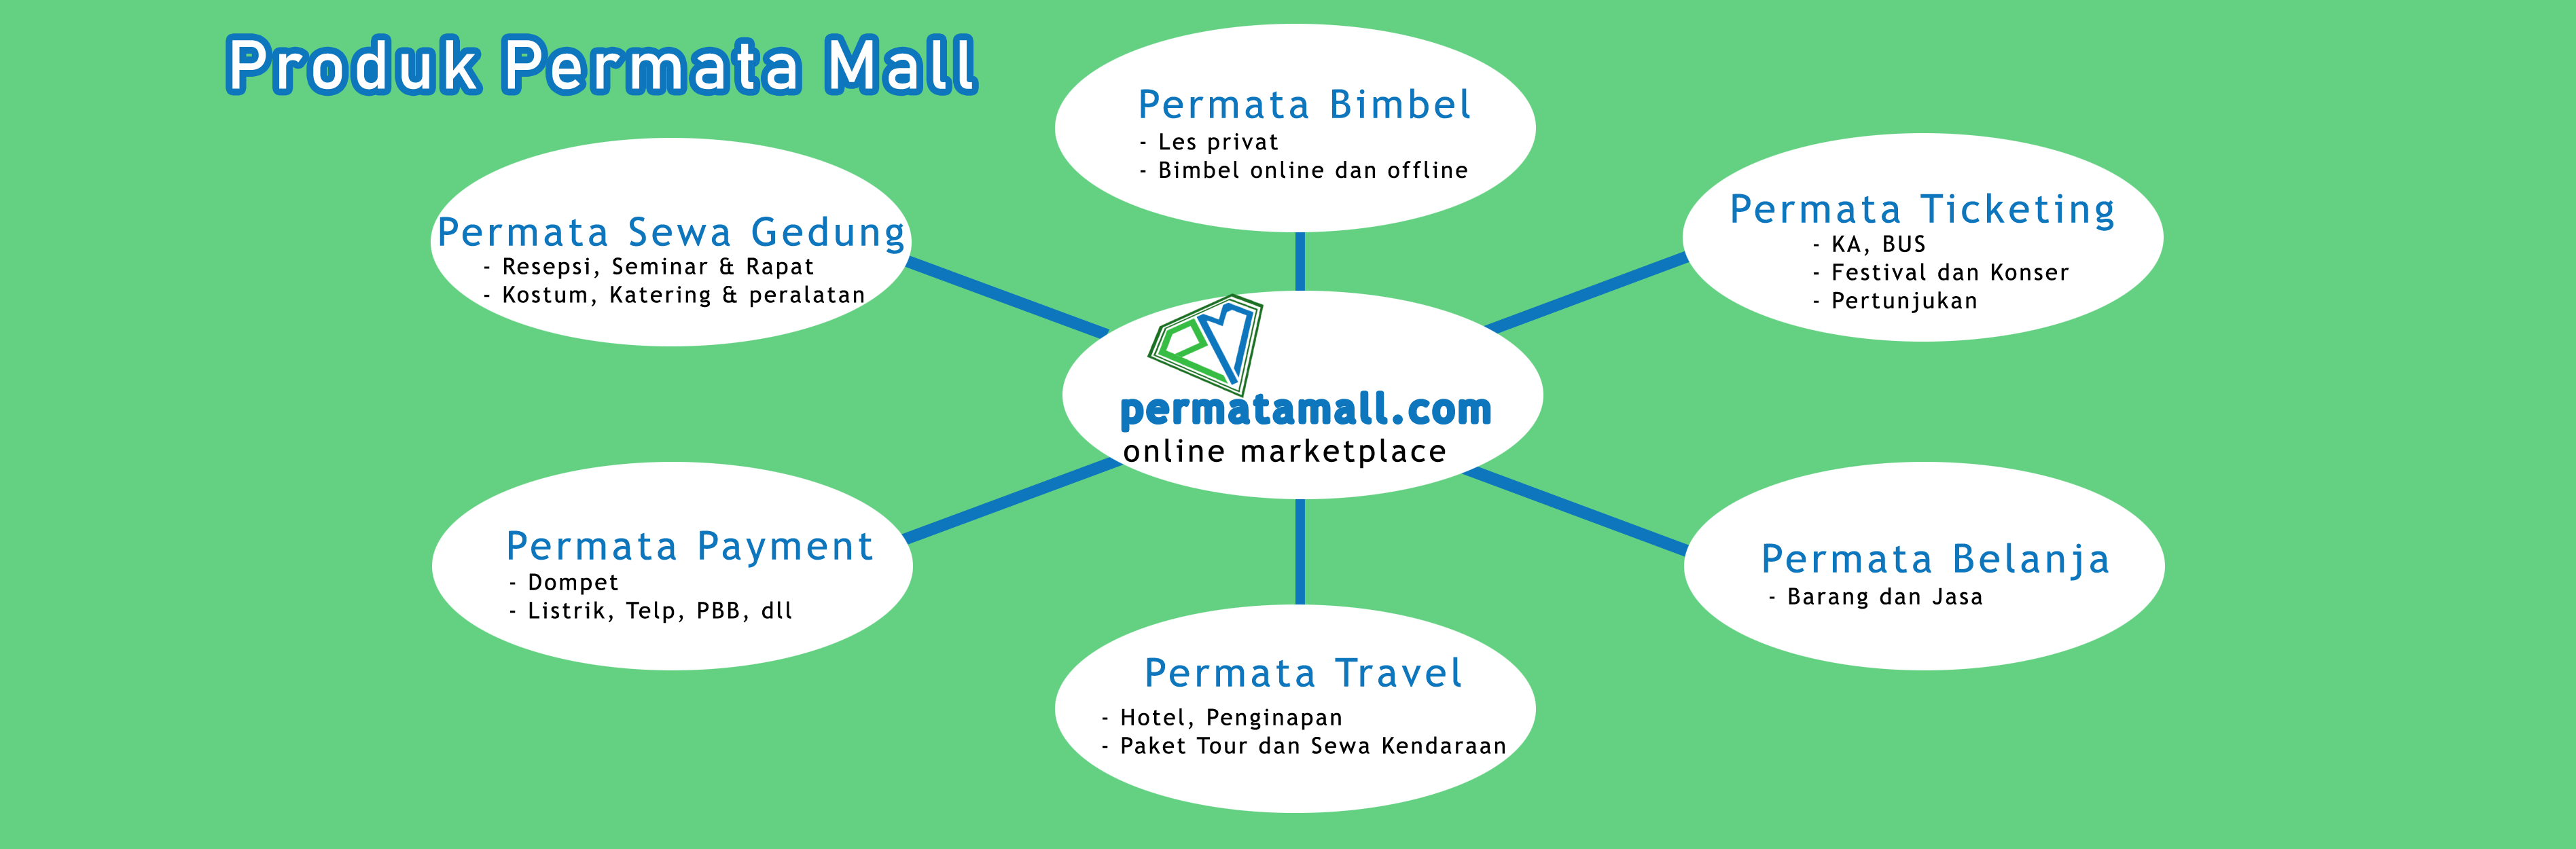 Produk Permata Mall
Permata Bimbel
- Les privat
- Bimbel online dan offline
Permata Sewa Gedung
- Resepsi, Seminar & Rapat
- Kostum, Katering & peralatan
Permata Ticketing
- KA, BUS
- Festival dan Konser
- Pertunjukan
permatamall.com
online marketplace
Permata Payment
- Dompet
- Listrik, Telp, PBB, dll
Permata Belanja
- Barang dan Jasa
Permata Travel
- Hotel, Penginapan
- Paket Tour dan Sewa Kendaraan